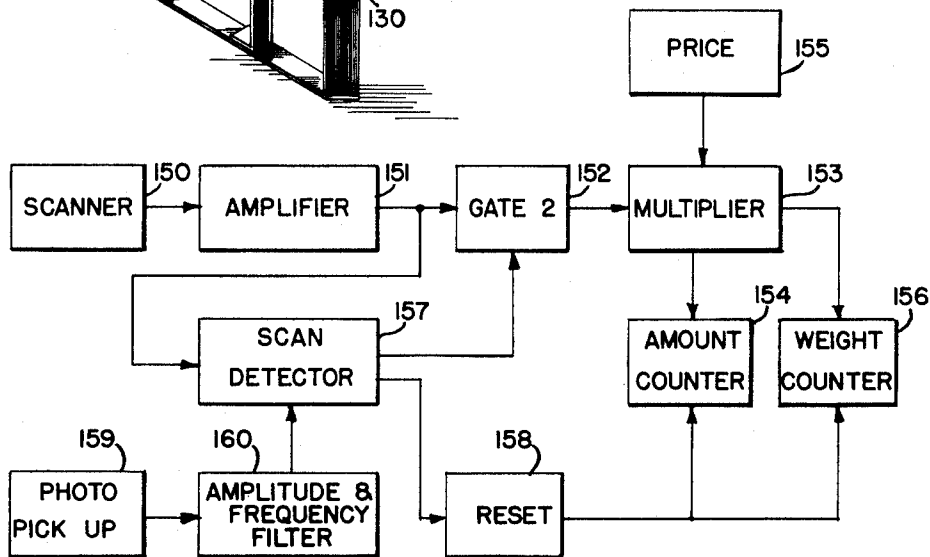 130
PRICE
155
SCANNER
150
AMPLIFIER
151
GATE 2
152
MULTIPLIER
153
SCAN
DETECTOR
157
AMOUNT
COUNTER
154
WEIGHT
COUNTER
156
PHOTO
PICK UP
159
AMPLITUDE &
FREQUENCY
FILTER
160
RESET
158